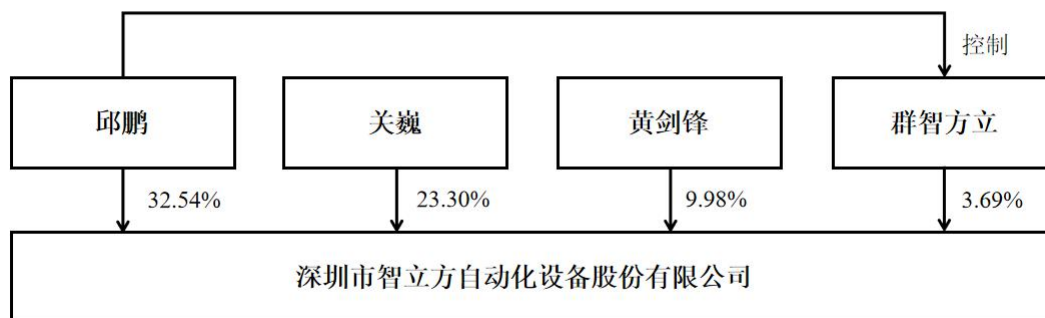 控制
邱鹏 关巍 黄剑锋 群智方立
32.54% 23.30% 9.98% 3.69%
深圳市智立方自动化设备股份有限公司